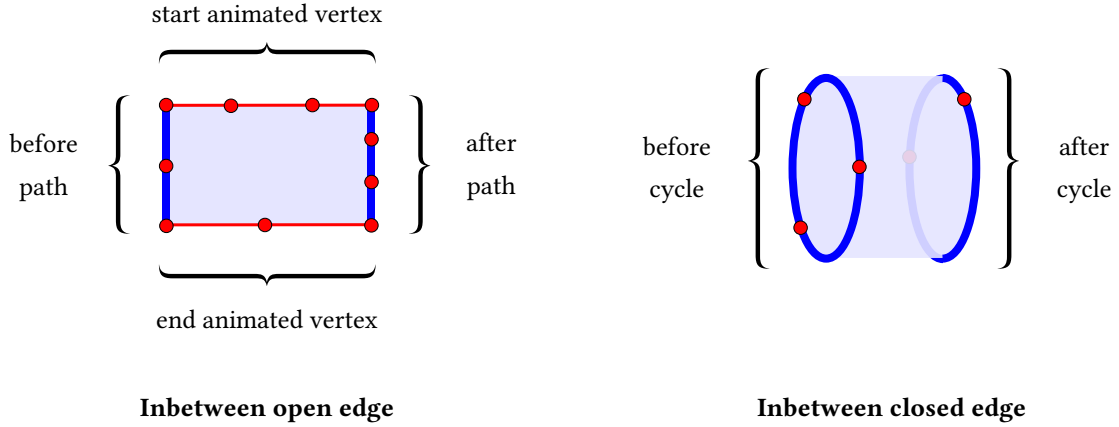 start animated vertex
before
path
after
path
end animated vertex
Inbetween open edge
before
cycle
after
cycle
Inbetween closed edge